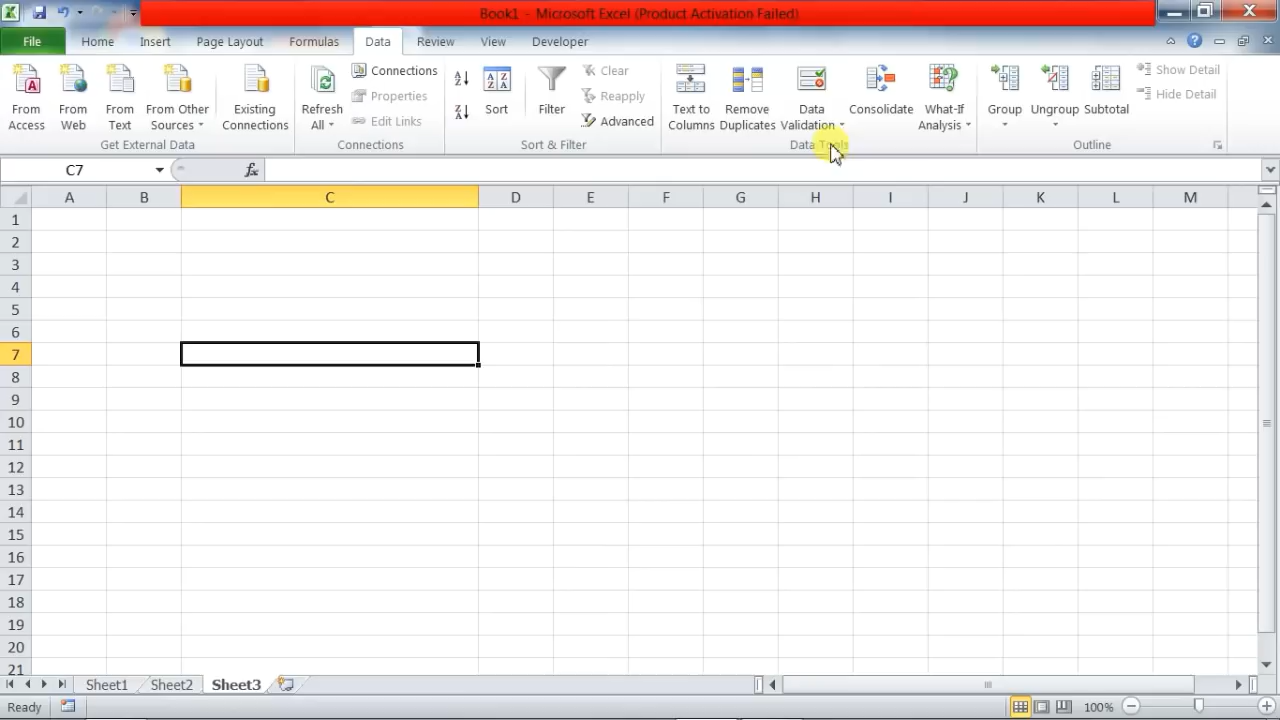 Book1 - Microsoft Excel (Product Activation Failed)
File Home Insert Page Layout Formulas Data Review View Developer
From Access
From Web
From Text
From Other Sources
Existing Connections
Get External Data
Refresh All
Connections
Properties
Edit Links
Connections
Sort
Filter
Clear
Reapply
Advanced
Sort & Filter
Text to Columns
Remove Duplicates
Data Validation
Consolidate
What-If Analysis
Data Tools
Group
Ungroup
Subtotal
Show Detail
Hide Detail
Outline
C7 fx
A B C D E F G H I J K L M
1
2
3
4
5
6
7
8
9
10
11
12
13
14
15
16
17
18
19
20
21
Sheet1 Sheet2 Sheet3
Ready 100%